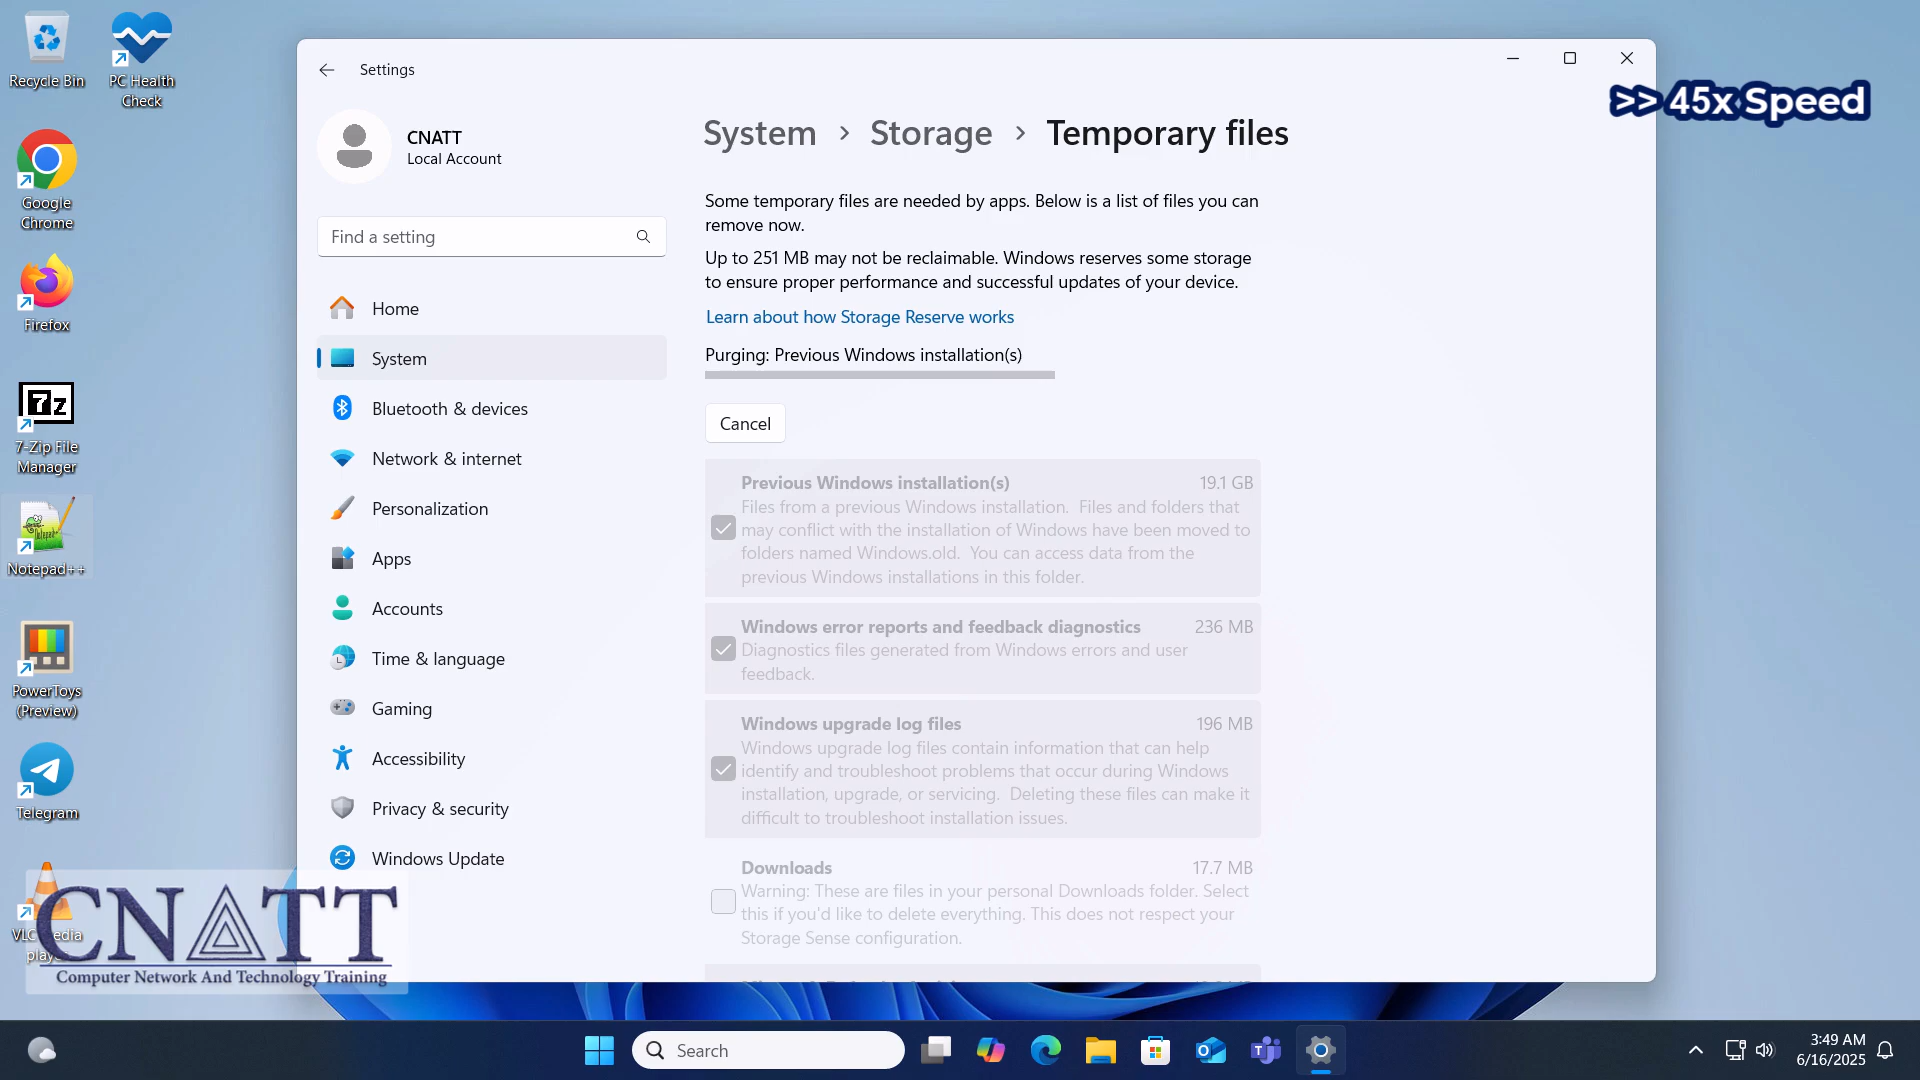 Recycle Bin
PC Health
Check
Google
Chrome
Firefox
7-Zip File
Manager
Notepad++
PowerToys
(Preview)
Telegram
VLC media
Settings
>> 45x Speed
CNATT
Local Account
Find a setting
Home
System
Bluetooth & devices
Network & internet
Personalization
Apps
Accounts
Time & language
Gaming
Accessibility
Privacy & security
Windows Update
System > Storage > Temporary files
Some temporary files are needed by apps. Below is a list of files you can
remove now.
Up to 251 MB may not be reclaimable. Windows reserves some storage
to ensure proper performance and successful updates of your device.
Learn about how Storage Reserve works
Purging: Previous Windows installation(s)
Cancel
Previous Windows installation(s) 19.1 GB
Files from a previous Windows installation.  Files and folders that
may conflict with the installation of Windows have been moved to
folders named Windows.old.  You can access data from the
previous Windows installations in this folder.
Windows error reports and feedback diagnostics 236 MB
Diagnostics files generated from Windows errors and user
feedback.
Windows upgrade log files 196 MB
Windows upgrade log files contain information that can help
identify and troubleshoot problems that occur during Windows
installation, upgrade, or servicing.  Deleting these files can make it
difficult to troubleshoot installation issues.
Downloads 17.7 MB
Warning: These are files in your personal Downloads folder. Select
this if you'd like to delete everything. This does not respect your
Storage Sense configuration.
CNATT
Computer Network And Technology Training
Search
3:49 AM
6/16/2025